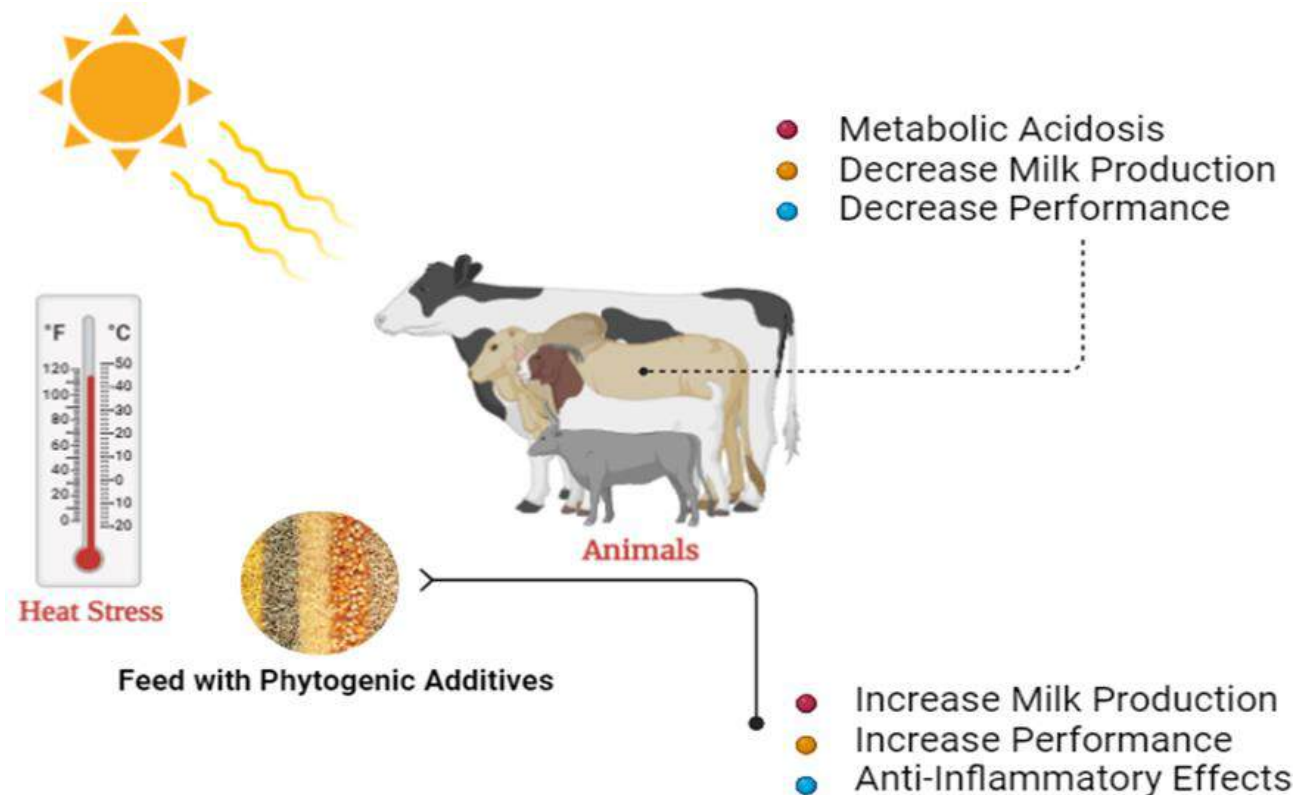 Metabolic Acidosis
Decrease Milk Production
Decrease Performance
°F °C
120 50
100 40
80 30
60 20
40 10
20 0
0 10
20
Animals
Heat Stress
Feed with Phytogenic Additives
Increase Milk Production
Increase Performance
Anti-Inflammatory Effects